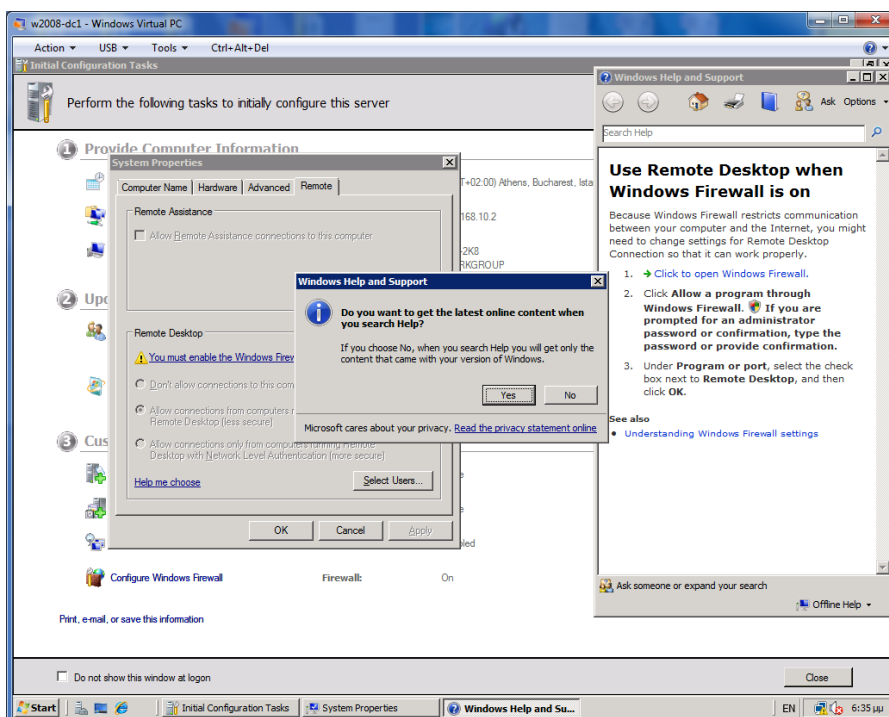 w2008-dc1 - Windows Virtual PC
Action USB Tools Ctrl+Alt+Del
Initial Configuration Tasks
Perform the following tasks to initially configure this server
1 Provide Computer Information
T+02:00) Athens, Bucharest, Ista
168.10.2
-2K8
RKGROUP
2 Upd
3 Cus
bled
Configure Windows Firewall Firewall: On
Print, e-mail, or save this information
Do not show this window at logon
Close
System Properties
Computer Name Hardware Advanced Remote
Remote Assistance
Allow Remote Assistance connections to this computer
Remote Desktop
You must enable the Windows Firew
Don't allow connections to this com
Allow connections from computers r
Remote Desktop (less secure)
Allow connections only from computers running Remote
Desktop with Network Level Authentication (more secure)
Help me choose
Select Users...
OK Cancel Apply
Windows Help and Support
Do you want to get the latest online content when
you search Help?
If you choose No, when you search Help you will get only the
content that came with your version of Windows.
Yes No
Microsoft cares about your privacy. Read the privacy statement online
Windows Help and Support
Ask Options
Search Help
Use Remote Desktop when
Windows Firewall is on
Because Windows Firewall restricts communication
between your computer and the Internet, you might
need to change settings for Remote Desktop
Connection so that it can work properly.
1. Click to open Windows Firewall.
2. Click Allow a program through
Windows Firewall. If you are
prompted for an administrator
password or confirmation, type the
password or provide confirmation.
3. Under Program or port, select the check
box next to Remote Desktop, and then
click OK.
See also
Understanding Windows Firewall settings
Ask someone or expand your search
Offline Help
Start Initial Configuration Tasks System Properties Windows Help and Su... EN 6:35 μμ